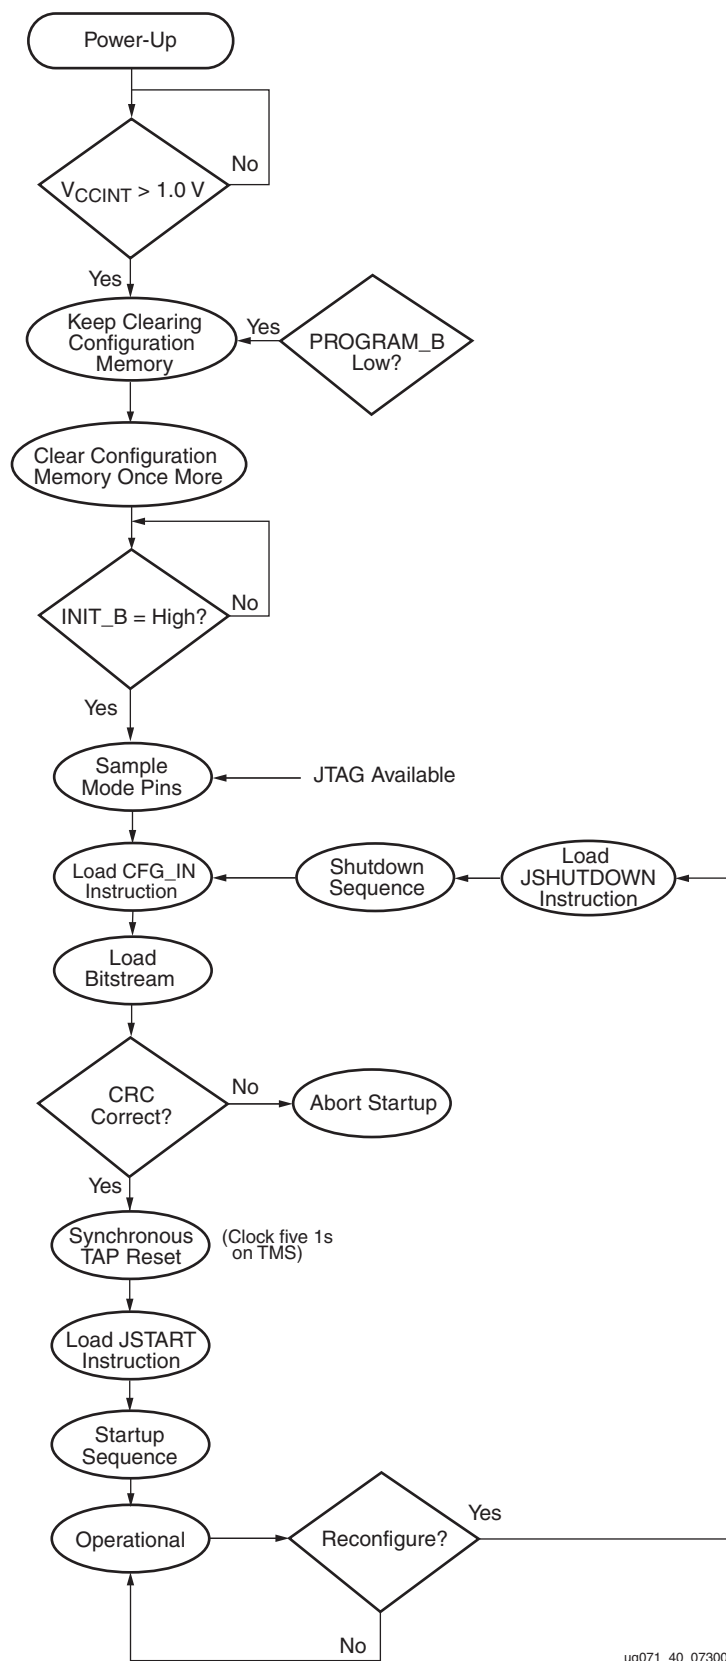 Power-Up
No
VCCINT > 1.0 V
Yes
Keep Clearing
Configuration
Memory
Yes
PROGRAM_B
Low?
Clear Configuration
Memory Once More
INIT_B = High?
No
Yes
Sample
Mode Pins
JTAG Available
Load CFG_IN
Instruction
Shutdown
Sequence
Load
JSHUTDOWN
Instruction
Load
Bitstream
CRC
Correct?
No
Abort Startup
Yes
Synchronous
TAP Reset
(Clock five 1s
on TMS)
Load JSTART
Instruction
Startup
Sequence
Operational
Reconfigure?
Yes
No
ug071_40_07300